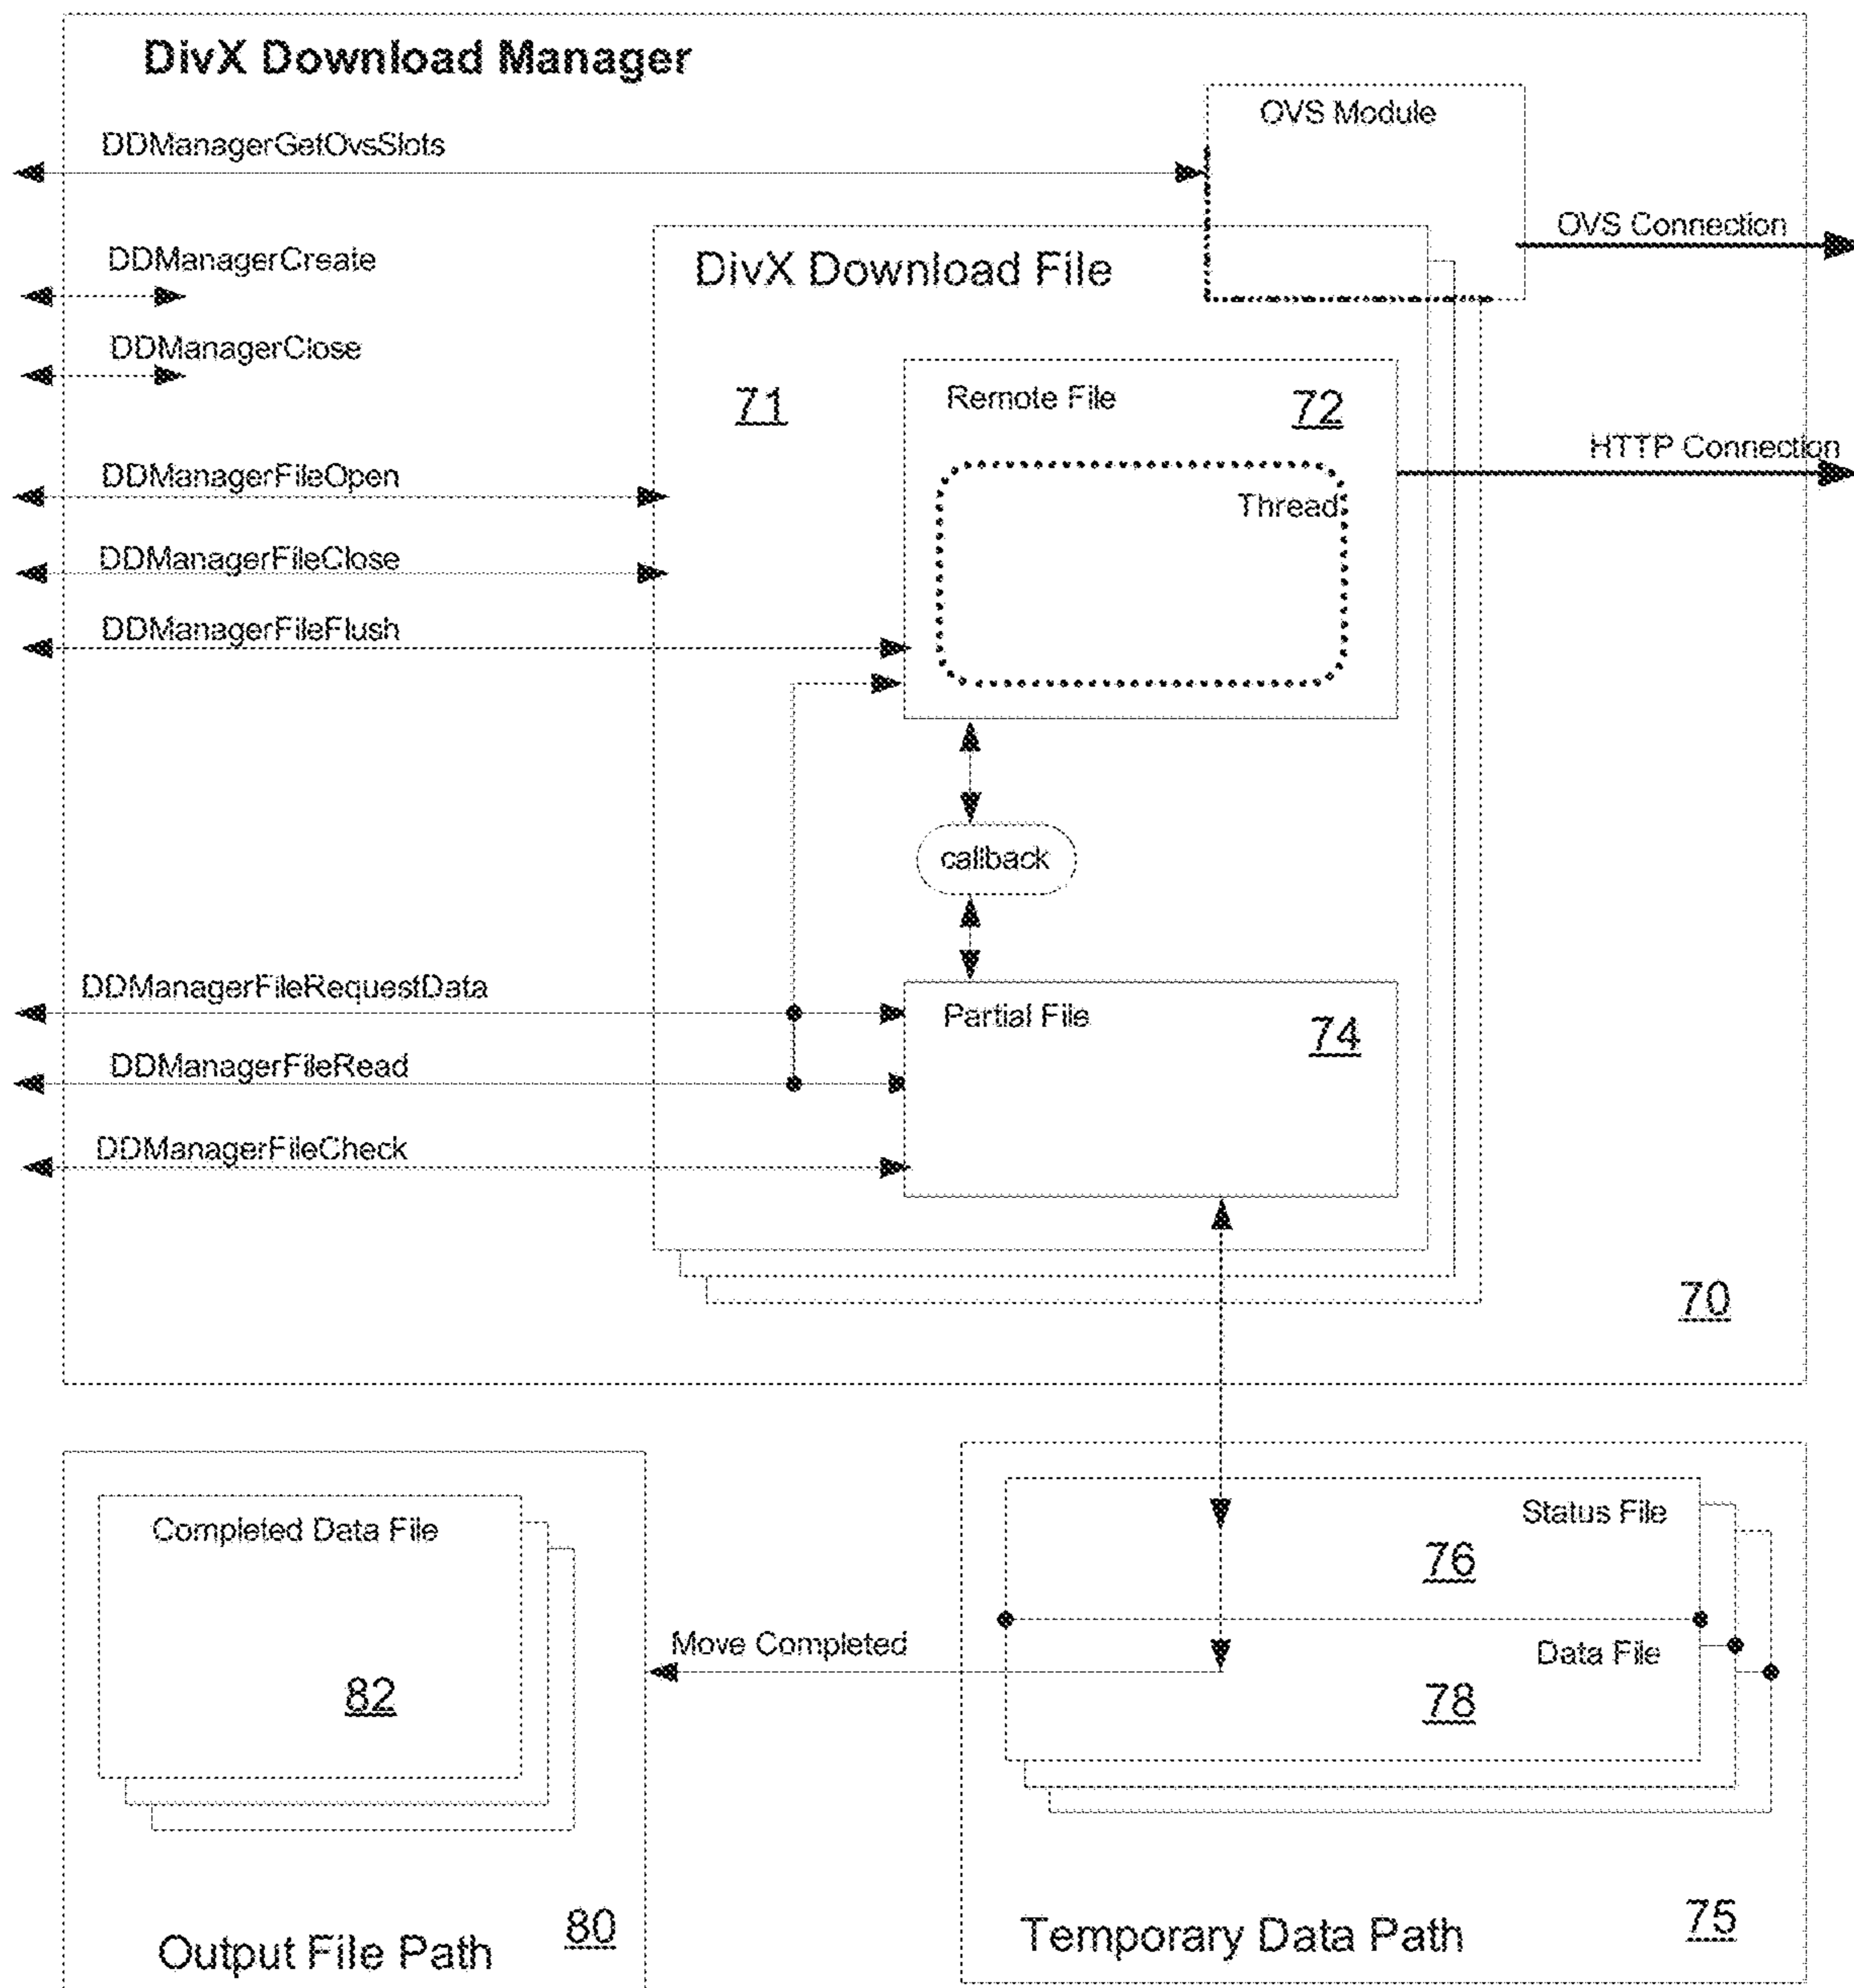 DivX Download Manager
OVS Module
DDManagerGetOvsSlots
OVS Connection
DDManagerCreate
DivX Download File
DDManagerClose
71
Remote File
72
HTTP Connection
DDManagerFileOpen
Thread
DDManagerFileClose
DDManagerFileFlush
callback
DDManagerFileRequestData
Partial File
74
DDManagerFileRead
DDManagerFileCheck
70
Status File
Completed Data File
76
Move Completed
Data File
82
78
75
80
Temporary Data Path
Output File Path